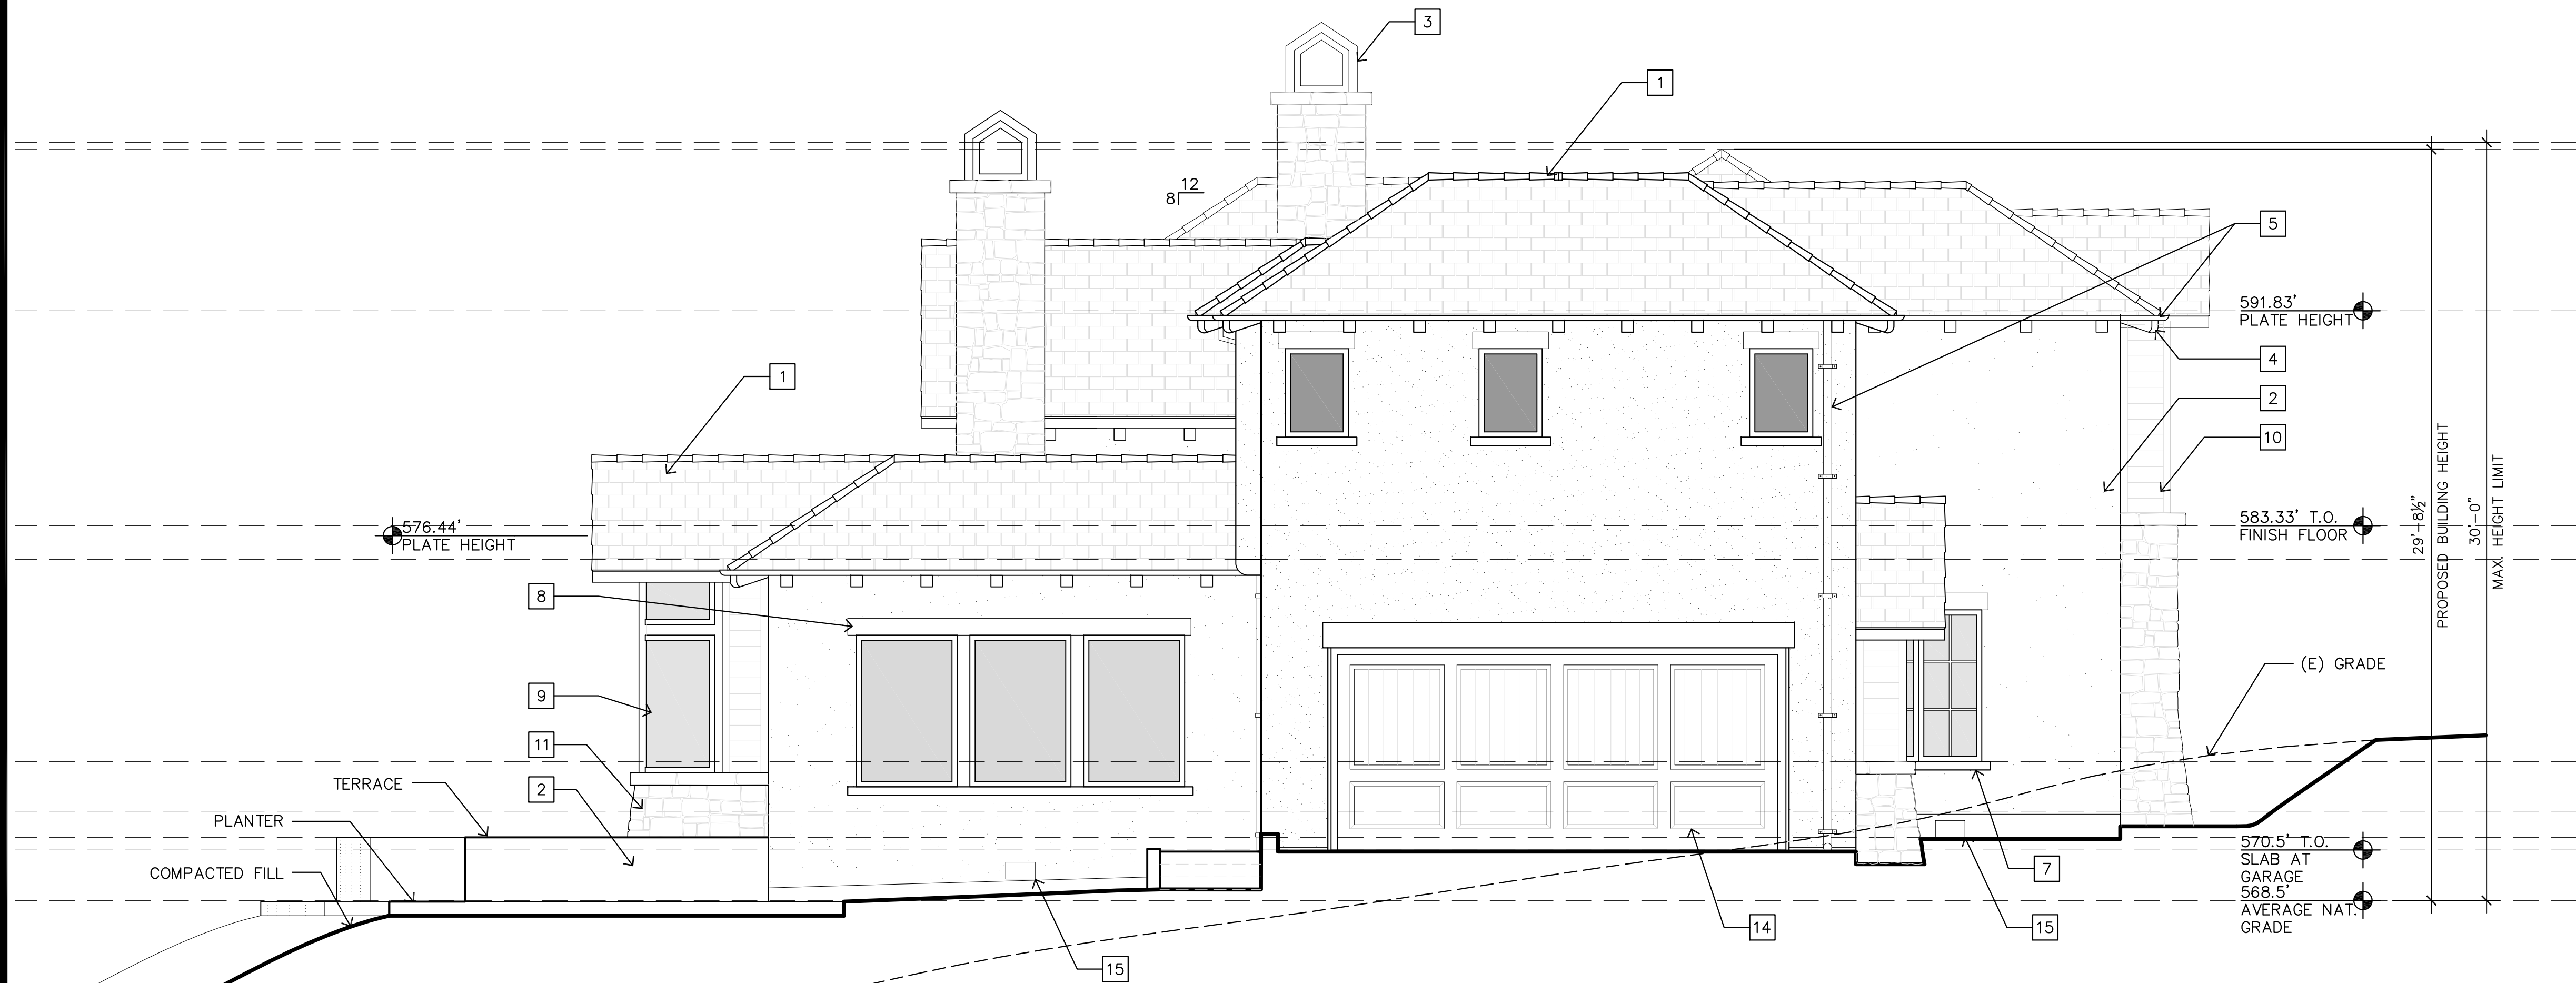 3
1
12
8
5
591.83'
PLATE HEIGHT
4
1
2
10
576.44'
PLATE HEIGHT
583.33' T.O.
FINISH FLOOR
29'-8½"
PROPOSED BUILDING HEIGHT
30'-0"
MAX. HEIGHT LIMIT
8
(E) GRADE
9
11
TERRACE
2
PLANTER
COMPACTED FILL
570.5' T.O.
SLAB AT
GARAGE
7
568.5'
AVERAGE NAT.
GRADE
14
15
15